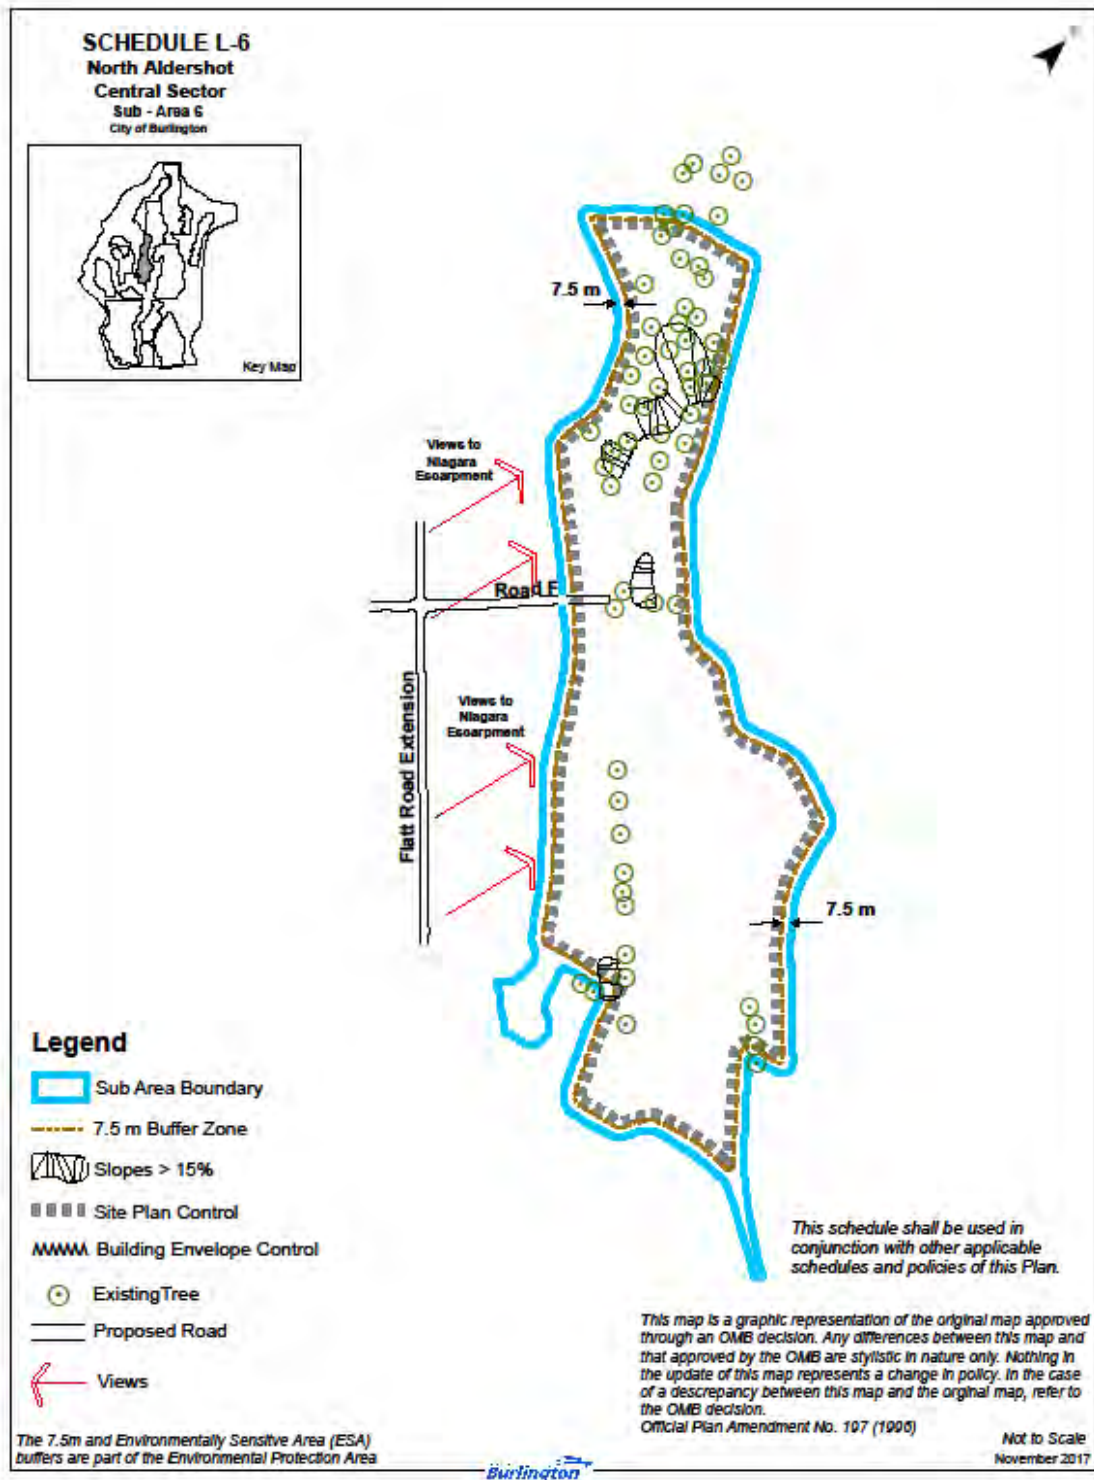 SCHEDULE L-6
North Aldershot
Central Sector
Sub - Area 6
City of Burlington
Key Map
7.5 m
Views to
Niagara
Escarpment
Road F
Views to
Niagara
Escarpment
Flatt Road Extension
7.5 m
Legend
Sub Area Boundary
7.5 m Buffer Zone
Slopes > 15%
Site Plan Control
Building Envelope Control
ExistingTree
Proposed Road
Views
This schedule shall be used in
conjunction with other applicable
schedules and policies of this Plan.
This map is a graphic representation of the original map approved
through an OMB decision. Any differences between this map and
that approved by the OMB are stylistic in nature only. Nothing in
the update of this map represents a change in policy. In the case
of a descrepancy between this map and the orginal map, refer to
the OMB decision.
Official Plan Amendment No. 197 (1996)
Not to Scale
November 2017
The 7.5m and Environmentally Sensitve Area (ESA)
buffers are part of the Environmental Protection Area
Burlington